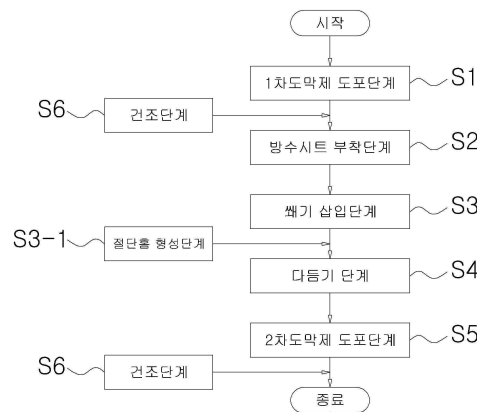 시작
1차도막제 도포단계
S1
S6
건조단계
방수시트 부착단계
S2
쐐기 삽입단계
S3
S3-1
절단홀 형성단계
다듬기 단계
S4
2차도막제 도포단계
S5
S6
건조단계
종료